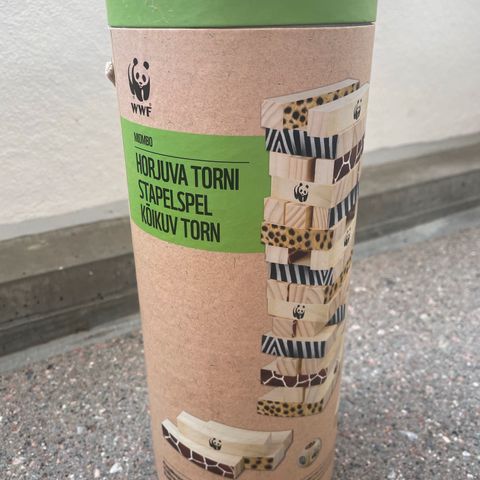 WWF
MIOMBO
HORJUVA TORNI
STAPELSPEL
KÕIKUV TORN